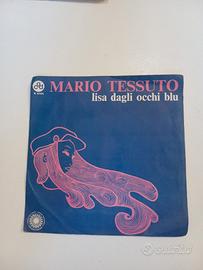 MARIO TESSUTO
lisa dagli occhi blu